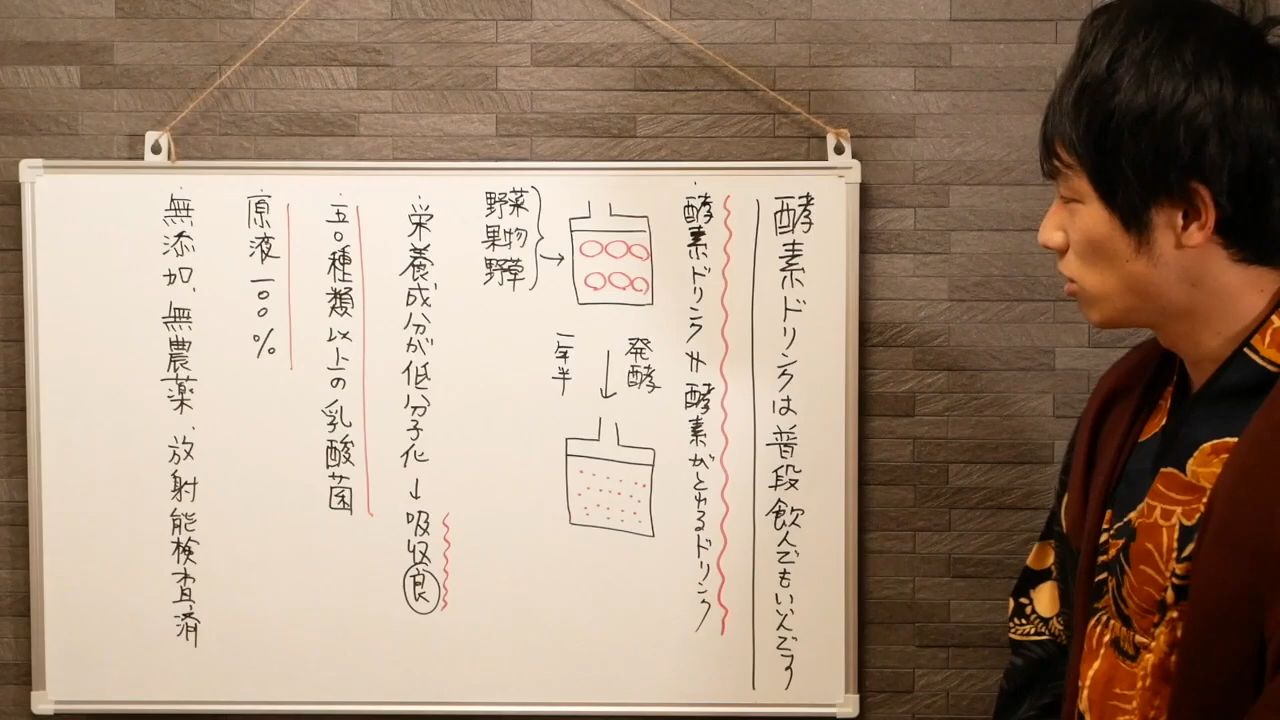 酵素ドリンクは普段飲んでもいいんです
・酵素ドリンク≠酵素がとれるドリンク
野菜
果物
野草
発酵
一年半
・栄養成分が低分子化→吸収良
・五〇種類以上の乳酸菌
・原液一〇〇%
・無添加、無農薬、放射能検査済